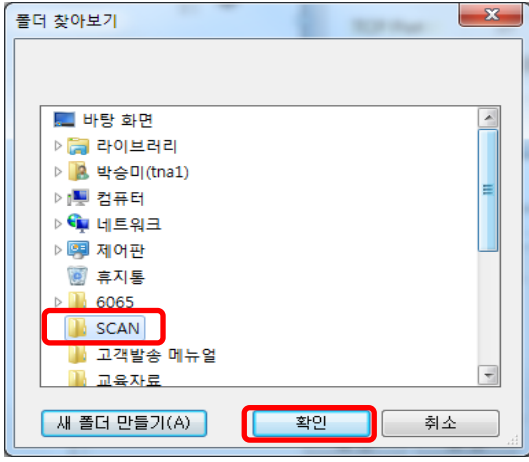 폴더 찾아보기
바탕 화면
라이브러리
박승미(tna1)
컴퓨터
네트워크
제어판
휴지통
6065
SCAN
고객발송 메뉴얼
교육자료
새 폴더 만들기(A)
확인
취소